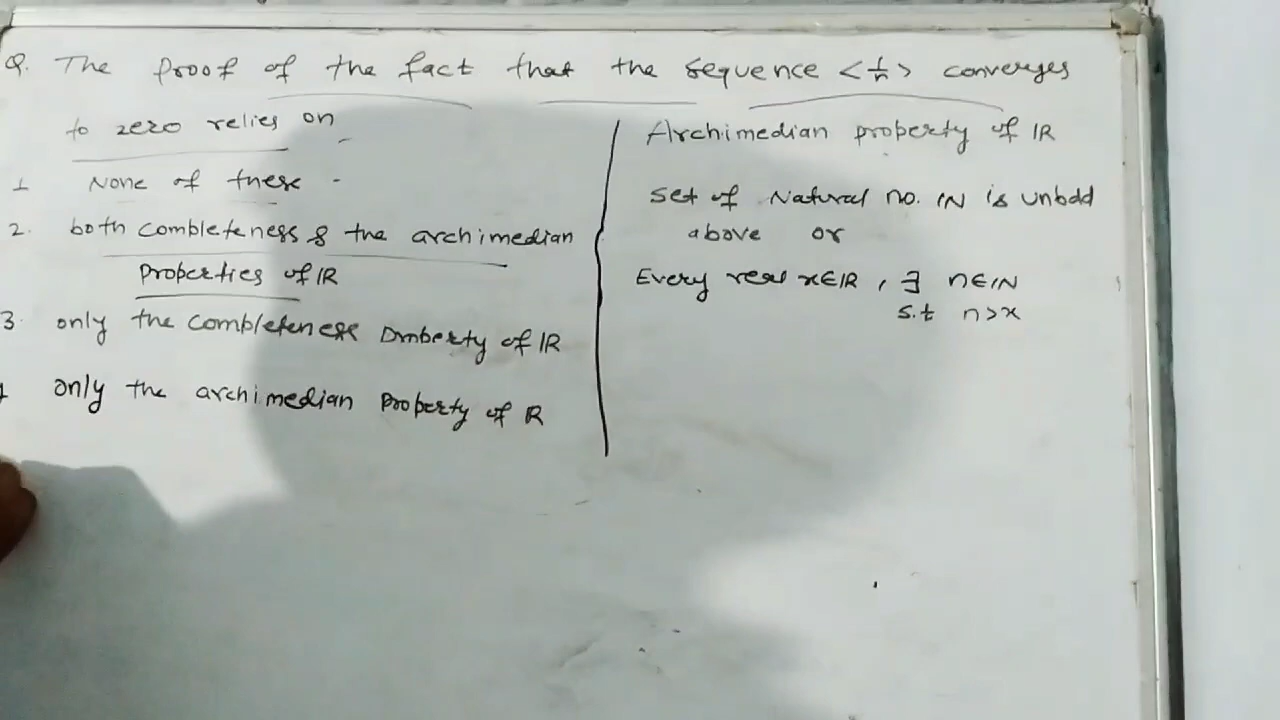 Q. The proof of the fact that the sequence <1/n> converges
to zero relies on
1 None of these -
2. both completeness & the archimedian
Properties of IR
3. only the completeness property of IR
only the archimedian Property of R
Archimedian property of IR
set of Natural no. IN is unbdd
above or
Every real x∈IR, ∃ n∈IN
s.t n>x